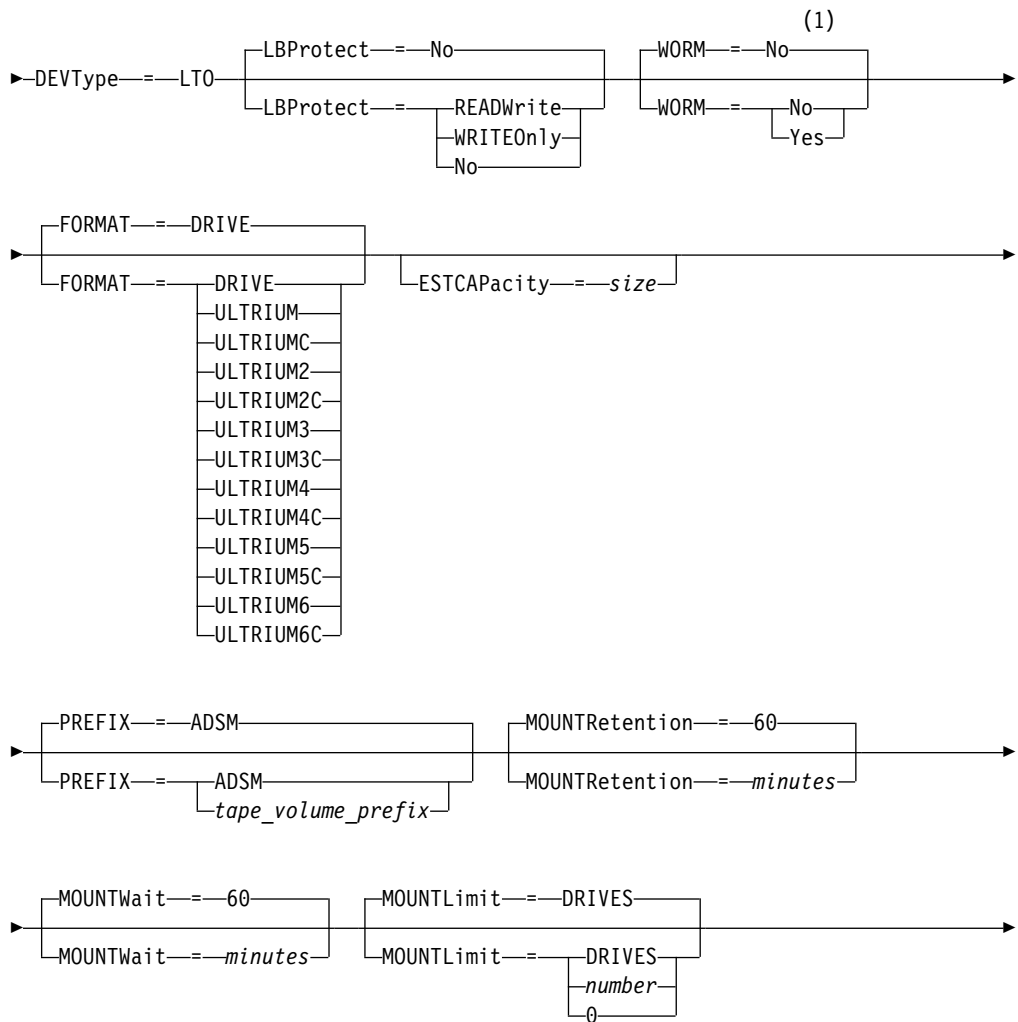 (1)
LBProtect = No WORM = No
DEVType = LTO
LBProtect = READWrite WORM = No
WRITEOnly Yes
No
FORMAT = DRIVE
FORMAT = DRIVE ESTCAPacity = size
ULTRIUM
ULTRIUMC
ULTRIUM2
ULTRIUM2C
ULTRIUM3
ULTRIUM3C
ULTRIUM4
ULTRIUM4C
ULTRIUM5
ULTRIUM5C
ULTRIUM6
ULTRIUM6C
PREFIX = ADSM MOUNTRetention = 60
PREFIX = ADSM MOUNTRetention = minutes
tape_volume_prefix
MOUNTWait = 60 MOUNTLimit = DRIVES
MOUNTWait = minutes MOUNTLimit = DRIVES
number
0